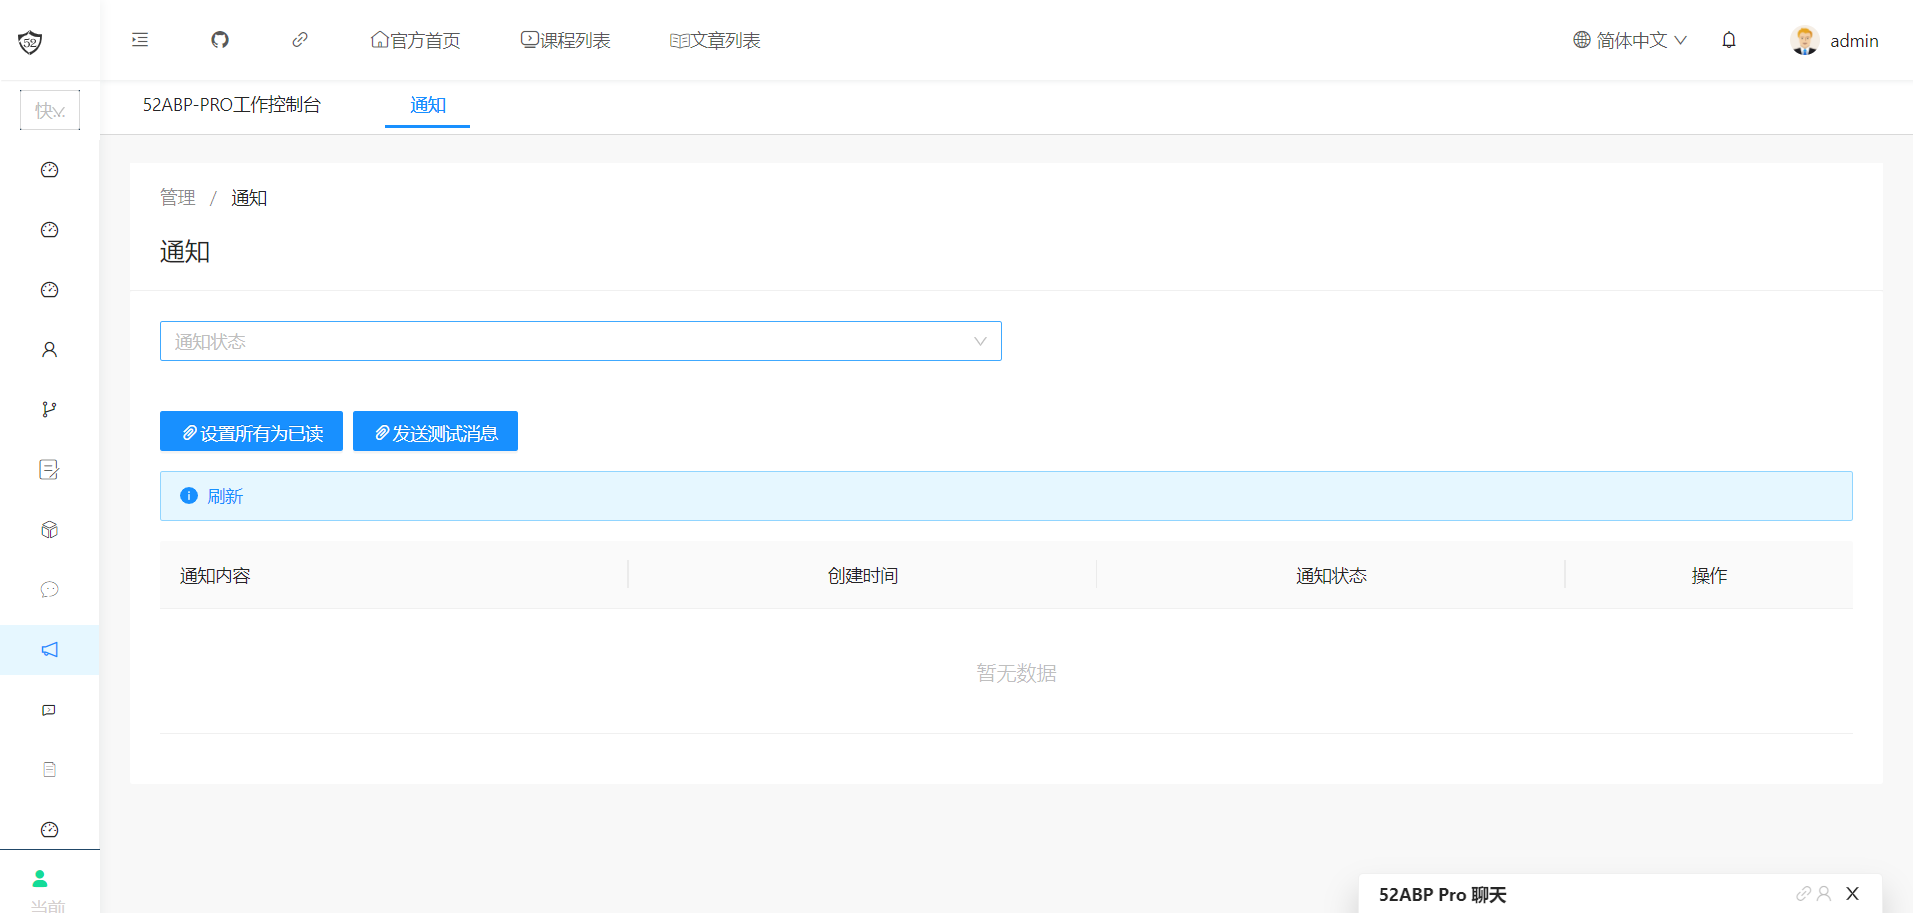 52
官方首页
课程列表
文章列表
简体中文
admin
52ABP-PRO工作控制台
通知
管理 / 通知
通知
通知状态
设置所有为已读
发送测试消息
刷新
通知内容
创建时间
通知状态
操作
暂无数据
当前
52ABP Pro 聊天
X